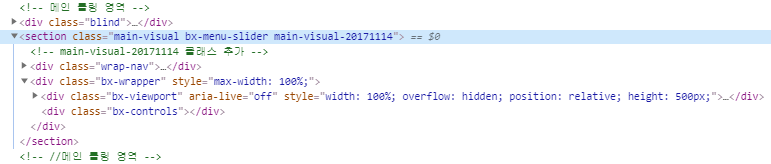 <!-- 메인 롤링 영역 -->
▶<div class="blind">…</div>
▼<section class="main-visual bx-menu-slider main-visual-20171114"> == $0
<!-- main-visual-20171114 클래스 추가 -->
▶<div class="wrap-nav">…</div>
▼<div class="bx-wrapper" style="max-width: 100%;">
▶<div class="bx-viewport" aria-live="off" style="width: 100%; overflow: hidden; position: relative; height: 500px;">…</div>
<div class="bx-controls"></div>
</div>
</section>
<!-- //메인 롤링 영역 -->